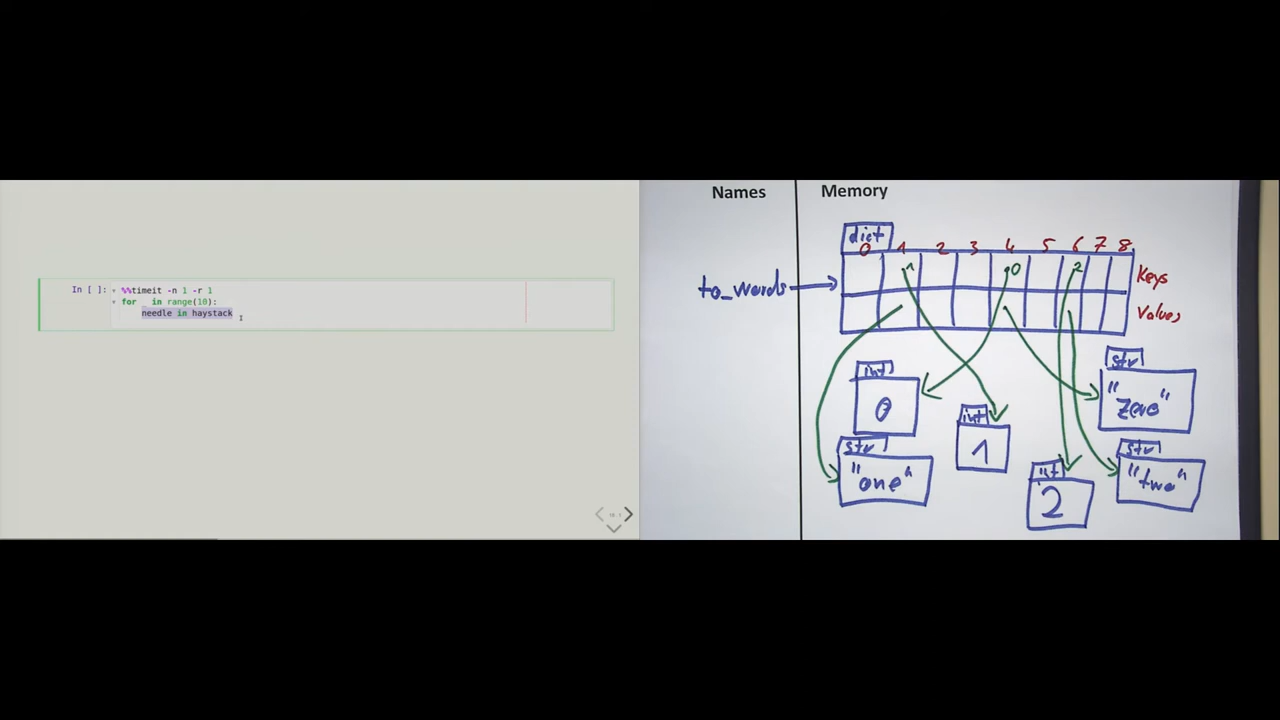 In [ ]:
%%timeit -n 1 -r 1
for _ in range(10):
needle in haystack
Names
Memory
dict
0 1 2 3 4 5 6 7 8
1 0 2
Keys
Values
to_words
int
0
str
"one"
int
1
int
2
str
"zero"
str
"two"